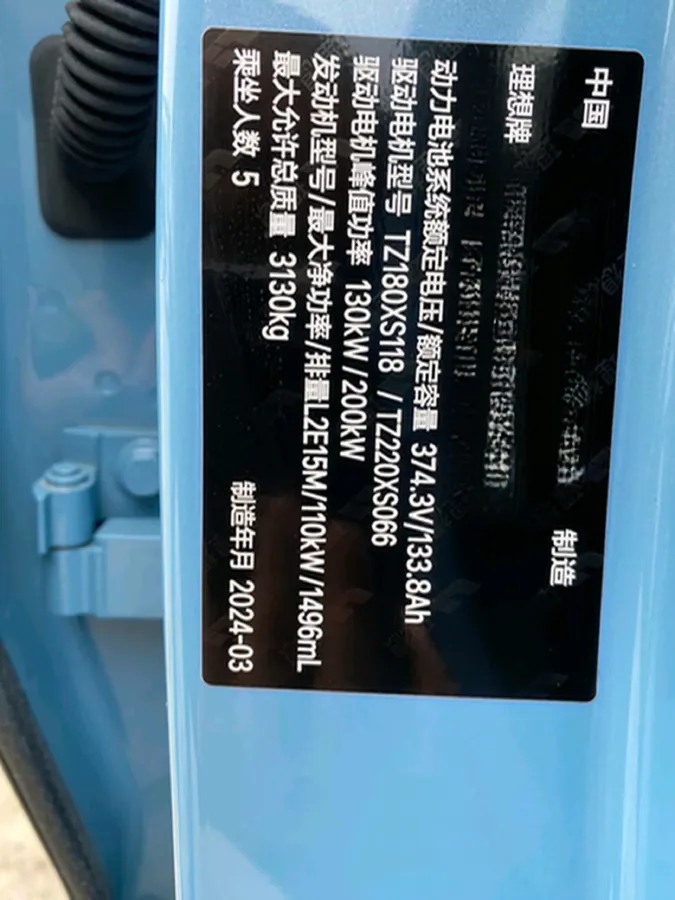 中国 制造
理想牌
动力电池系统额定电压/额定容量 374.3V/133.8Ah
驱动电机型号 TZ180XS118 / TZ220XS066
驱动电机峰值功率 130kW/200kW
发动机型号/最大净功率/排量L2E15M/110kW/1496mL
最大允许总质量 3130kg
乘坐人数 5 制造年月 2024-03